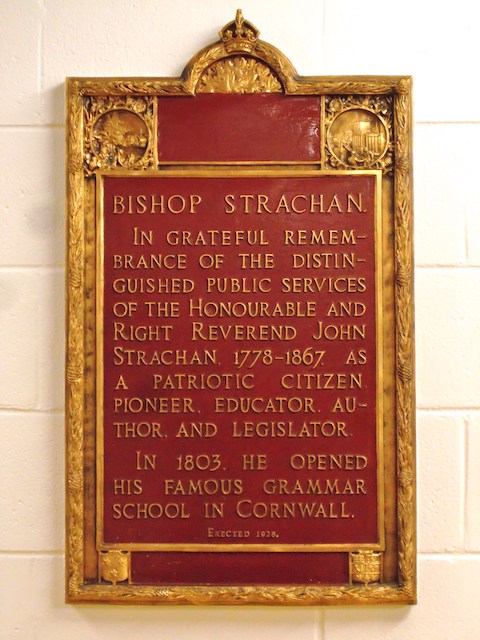 BISHOP STRACHAN.
IN GRATEFUL REMEM-
BRANCE OF THE DISTIN-
GUISHED PUBLIC SERVICES
OF THE HONOURABLE AND
RIGHT REVEREND JOHN
STRACHAN, 1778-1867, AS
A PATRIOTIC CITIZEN,
PIONEER, EDUCATOR, AU-
THOR, AND LEGISLATOR.
IN 1803, HE OPENED
HIS FAMOUS GRAMMAR
SCHOOL IN CORNWALL.
ERECTED 1928.